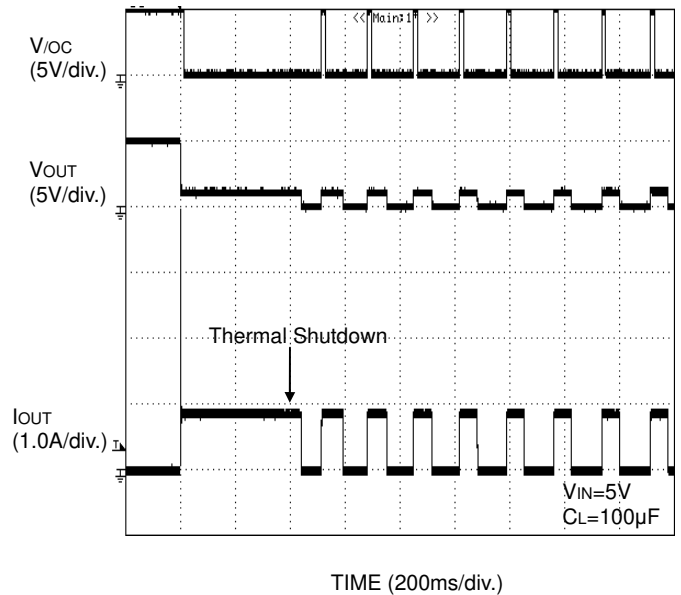 << Main:1 >>
V/OC
(5V/div.)
VOUT
(5V/div.)
Thermal Shutdown
IOUT
(1.0A/div.)
VIN=5V
CL=100µF
TIME (200ms/div.)